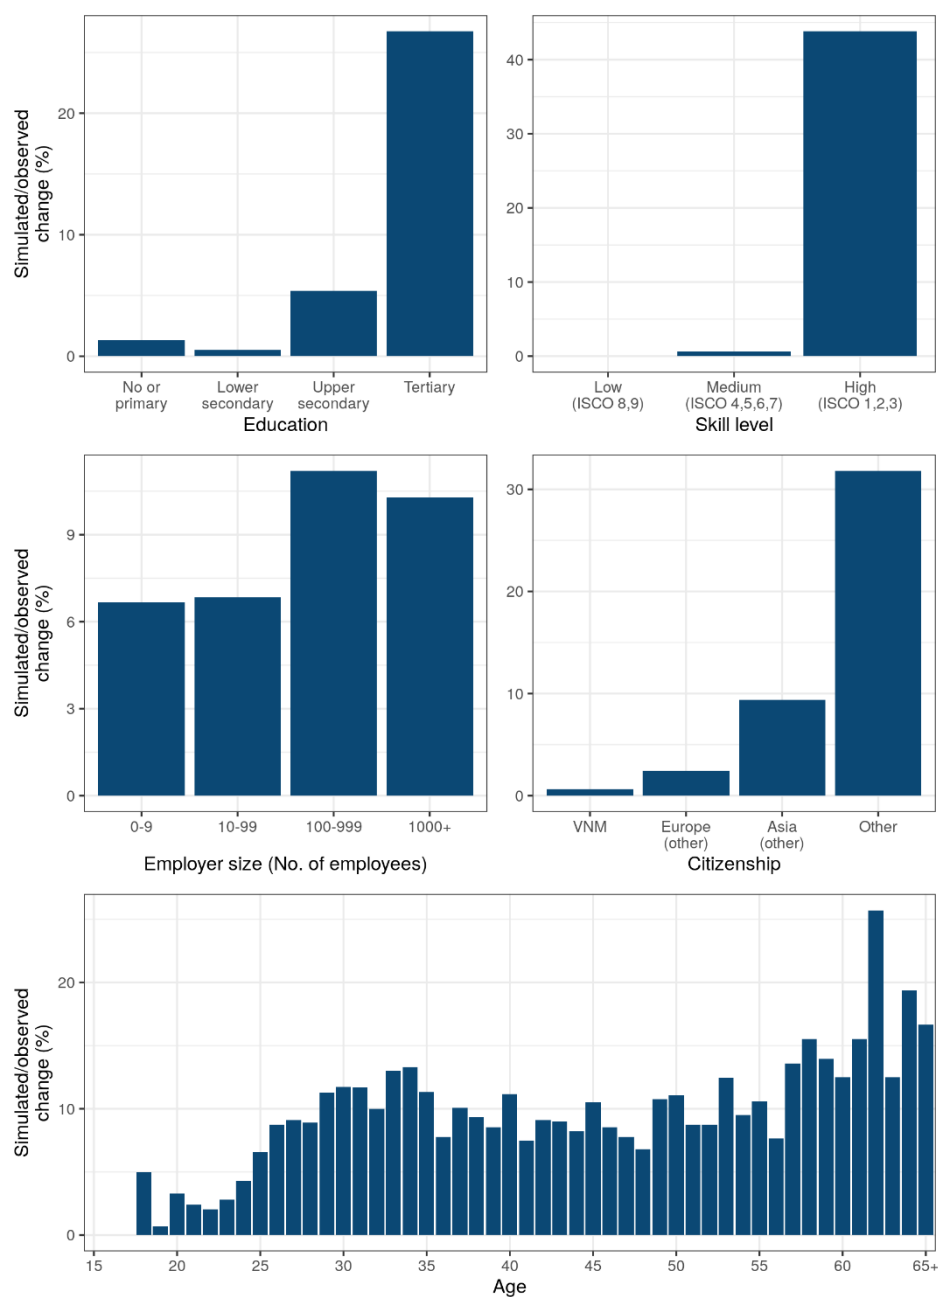 Simulated/observed
change (%)
20
10
0
No or
primary
Lower
secondary
Upper
secondary
Tertiary
Education
40
30
20
10
0
Low
(ISCO 8,9)
Medium
(ISCO 4,5,6,7)
High
(ISCO 1,2,3)
Skill level
Simulated/observed
change (%)
9
6
3
0
0-9
10-99
100-999
1000+
Employer size (No. of employees)
30
20
10
0
VNM
Europe
(other)
Asia
(other)
Other
Citizenship
Simulated/observed
change (%)
20
10
0
15
20
25
30
35
40
45
50
55
60
65+
Age